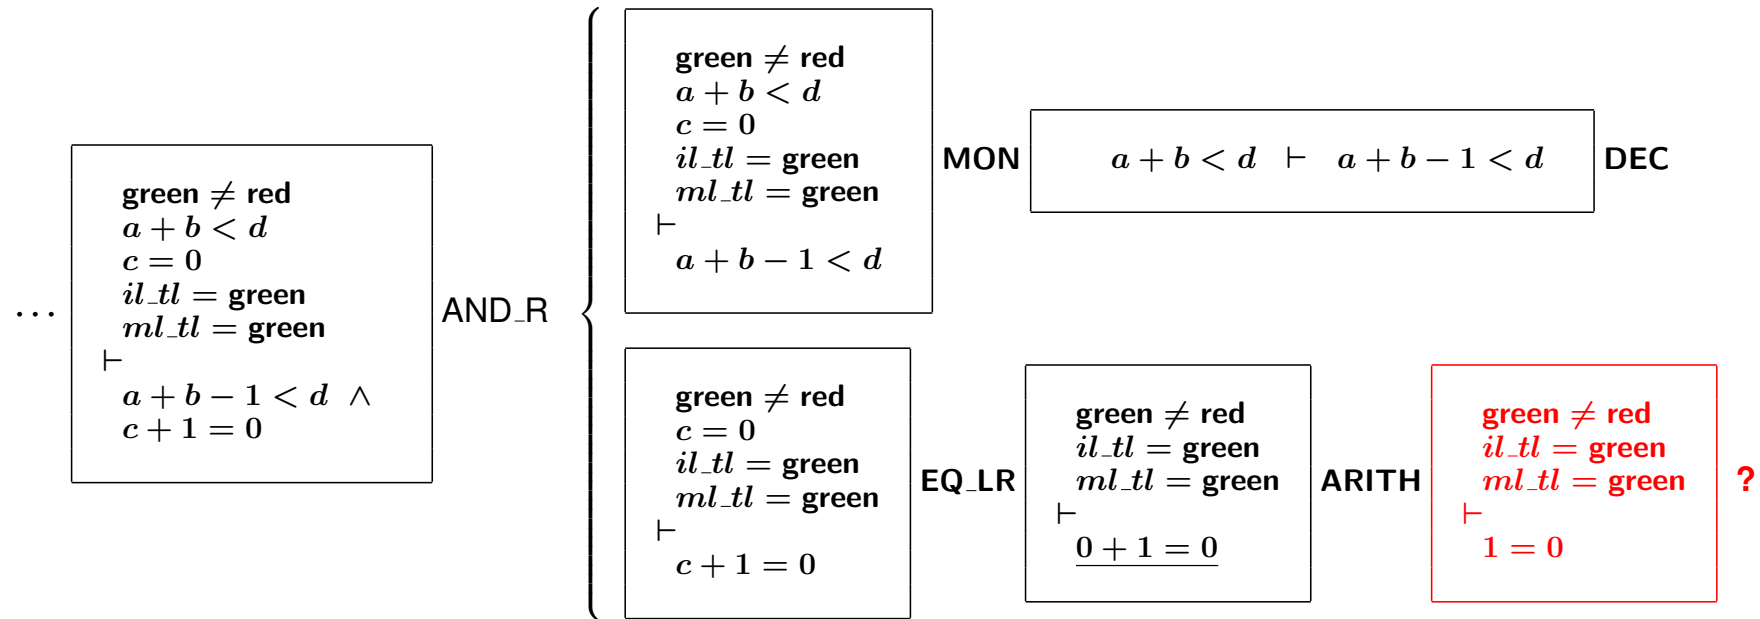 ...
green ≠ red
a + b < d
c = 0
il_tl = green
ml_tl = green
⊢
a + b − 1 < d ∧
c + 1 = 0
AND_R
green ≠ red
a + b < d
c = 0
il_tl = green
ml_tl = green
⊢
a + b − 1 < d
MON
a + b < d ⊢ a + b − 1 < d
DEC
green ≠ red
c = 0
il_tl = green
ml_tl = green
⊢
c + 1 = 0
EQ_LR
green ≠ red
il_tl = green
ml_tl = green
⊢
0 + 1 = 0
ARITH
green ≠ red
il_tl = green
ml_tl = green
⊢
1 = 0
?